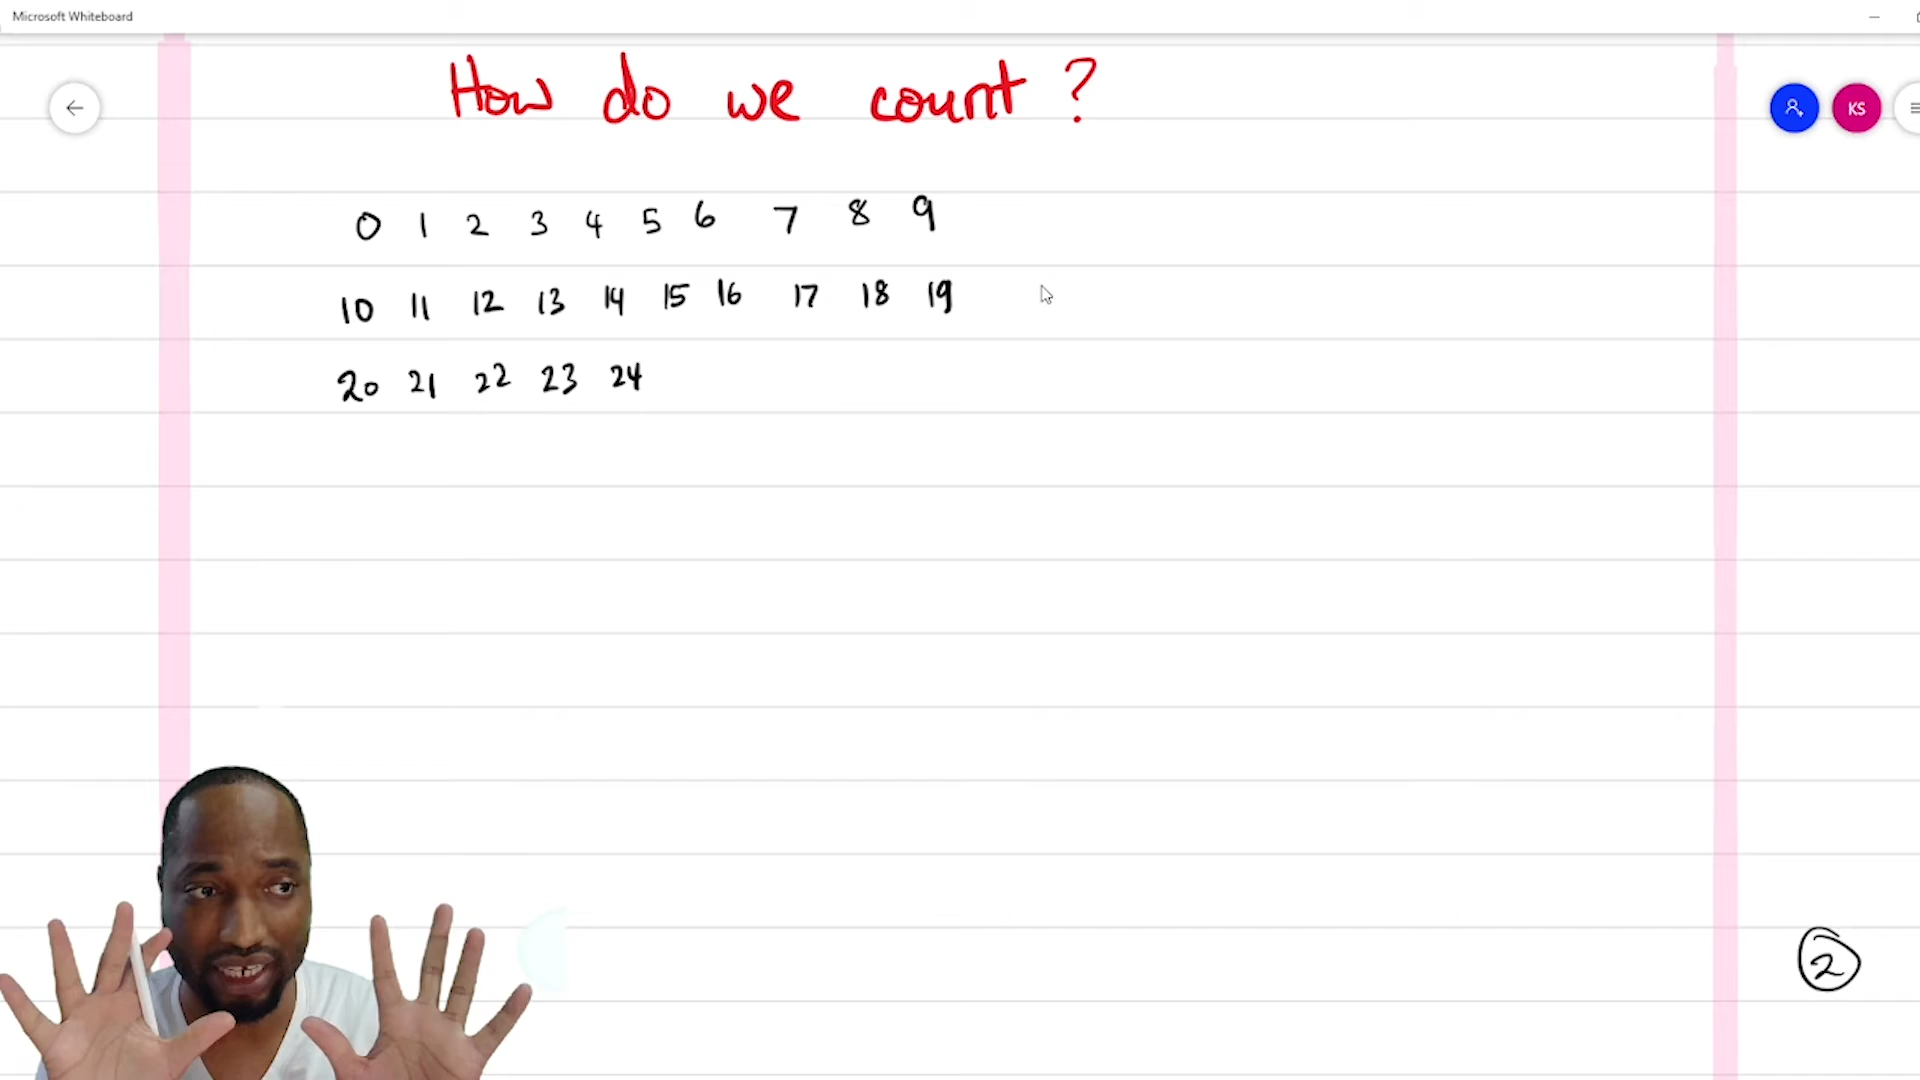 Microsoft Whiteboard
How do we count ?
KS
0 1 2 3 4 5 6 7 8 9
10 11 12 13 14 15 16 17 18 19
20 21 22 23 24
2